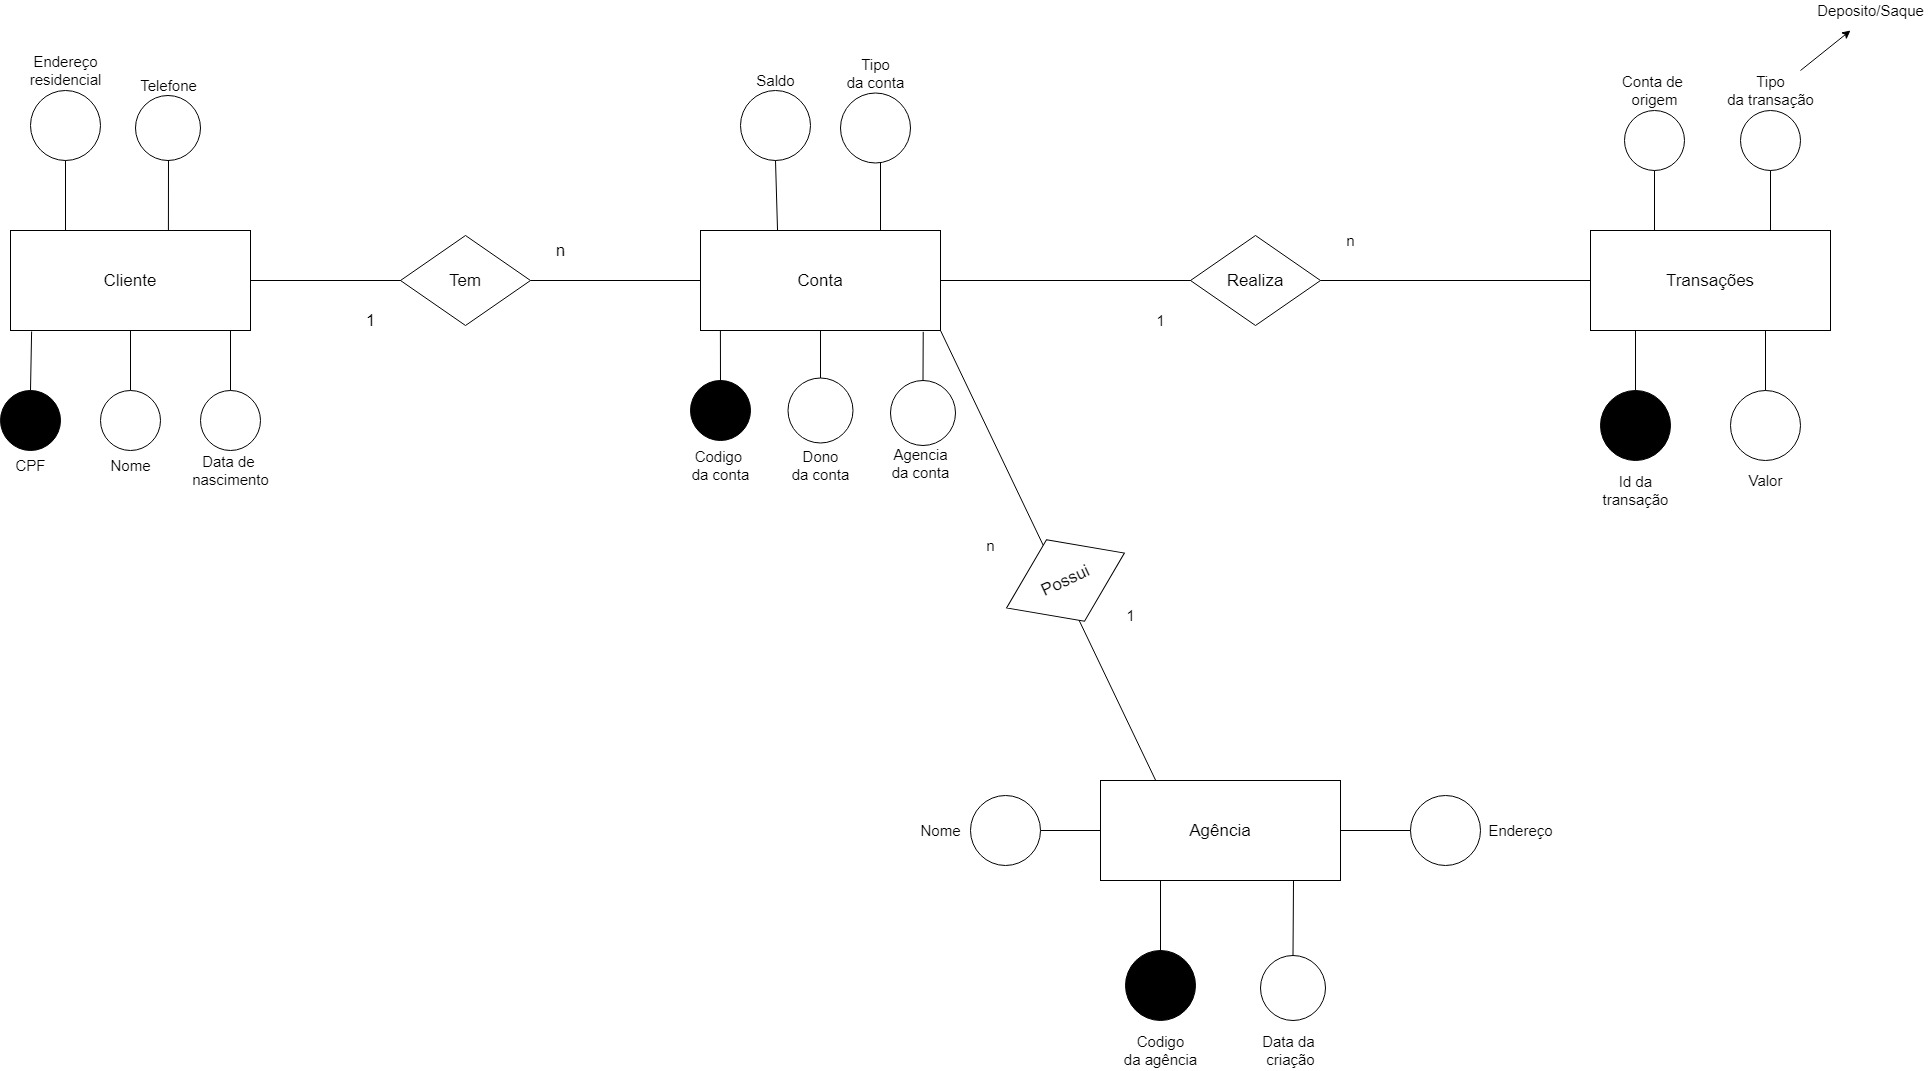 Deposito/Saque
Endereço
residencial
Telefone
Saldo
Tipo
da conta
Conta de
origem
Tipo
da transação
Cliente
1
Tem
n
Conta
1
Realiza
n
Transações
CPF
Nome
Data de
nascimento
Codigo
da conta
Dono
da conta
Agencia
da conta
Id da
transação
Valor
n
Possui
1
Nome
Agência
Endereço
Codigo
da agência
Data da
criação